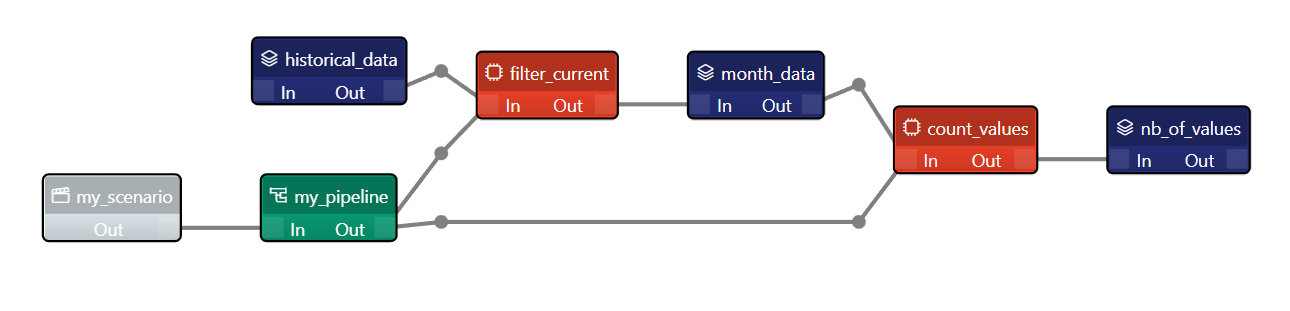 historical_data
In Out
filter_current
In Out
month_data
In Out
count_values
In Out
nb_of_values
In Out
my_scenario
Out
my_pipeline
In Out